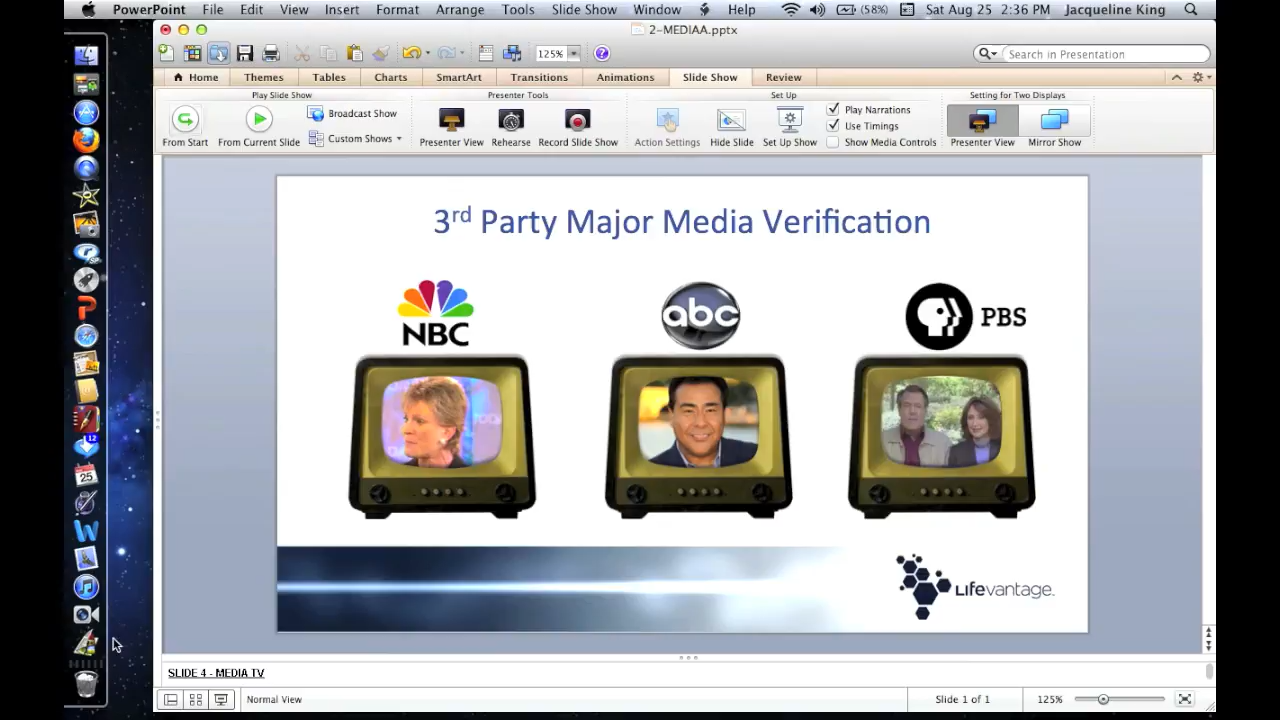 PowerPoint File Edit View Insert Format Arrange Tools Slide Show Window Help (58%) Sat Aug 25 2:36 PM Jacqueline King
2-MEDIAA.pptx
125% Search in Presentation
Home Themes Tables Charts SmartArt Transitions Animations Slide Show Review
Play Slide Show Presenter Tools Set Up Setting for Two Displays
Broadcast Show Play Narrations
Use Timings
Custom Shows
From Start From Current Slide Presenter View Rehearse Record Slide Show Action Settings Hide Slide Set Up Show Show Media Controls Presenter View Mirror Show
3rd Party Major Media Verification
NBC abc PBS
Lifevantage.
SLIDE 4 - MEDIA TV
Normal View Slide 1 of 1 125%
12
25